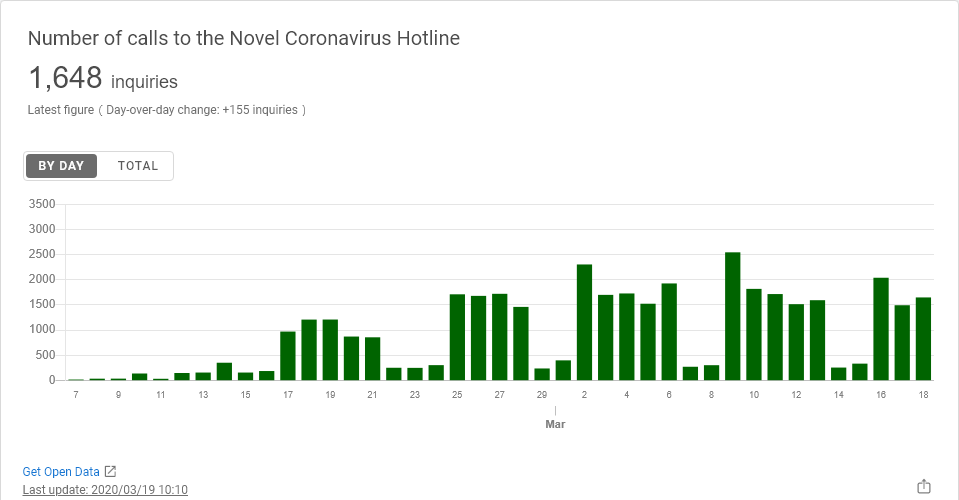 Number of calls to the Novel Coronavirus Hotline
1,648 inquiries
Latest figure ( Day-over-day change: +155 inquiries )
BY DAY TOTAL
3500
3000
2500
2000
1500
1000
500
0
7 9 11 13 15 17 19 21 23 25 27 29 2 4 6 8 10 12 14 16 18
Mar
Get Open Data
Last update: 2020/03/19 10:10